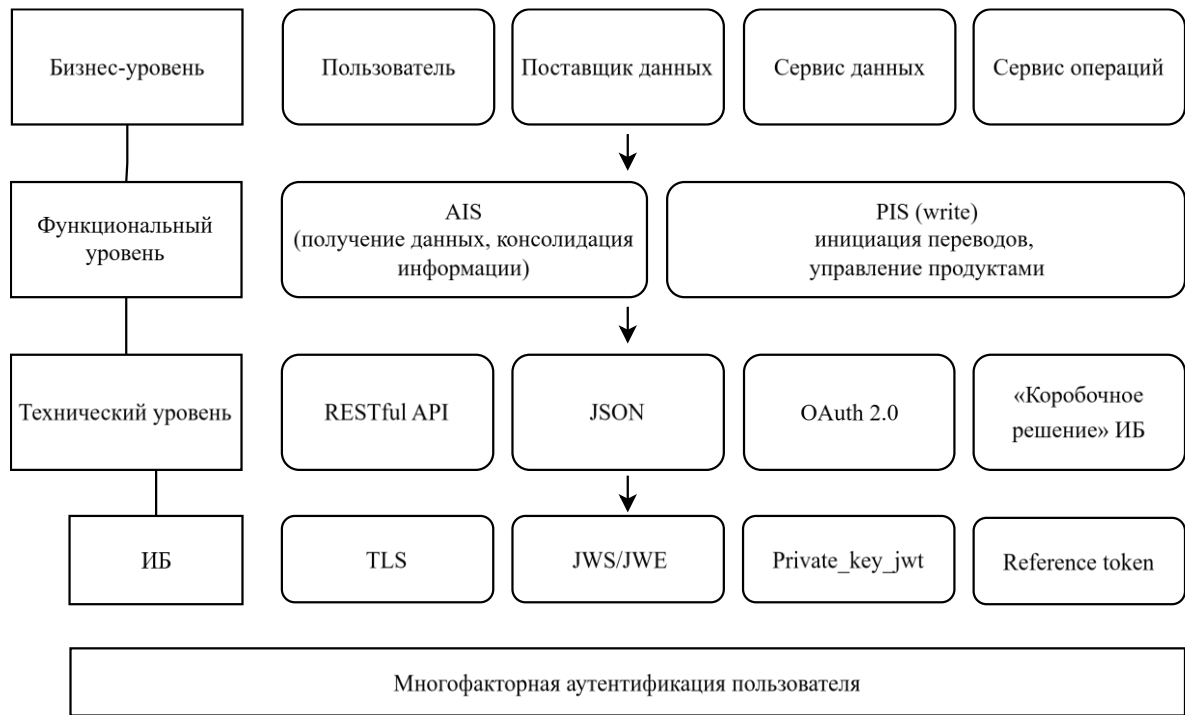 Бизнес-уровень
Пользователь
Поставщик данных
Сервис данных
Сервис операций
Функциональный
уровень
AIS
(получение данных, консолидация
информации)
PIS (write)
инициация переводов,
управление продуктами
Технический уровень
RESTful API
JSON
OAuth 2.0
«Коробочное
решение» ИБ
ИБ
TLS
JWS/JWE
Private_key_jwt
Reference token
Многофакторная аутентификация пользователя